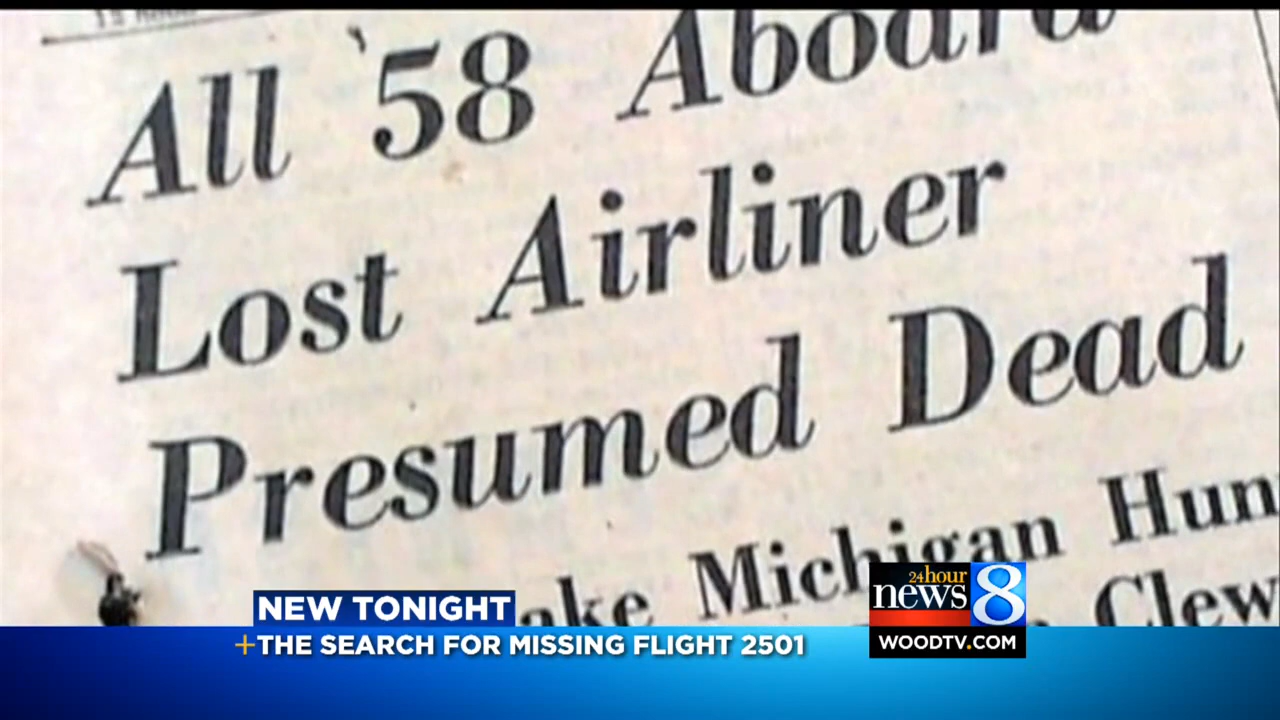 All '58 Aboard
Lost Airliner
Presumed Dead
Michigan
NEW TONIGHT
+THE SEARCH FOR MISSING FLIGHT 2501
24hour
news 8
WOODTV.COM